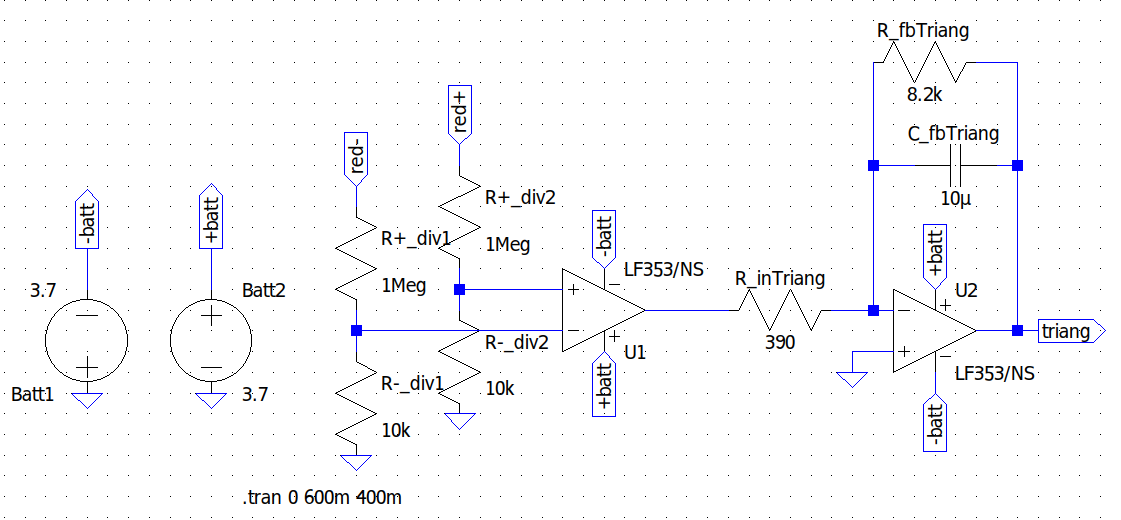 R_fbTriang
8.2k
C_fbTriang
10µ
red+
red-
R+_div2
1Meg
-batt
+batt
-batt
+batt
R+_div1
1Meg
LF353/NS
R_inTriang
390
3.7
Batt2
U2
+
-
+
-
+
-
+
-
+
-
+
-
triang
U1
R-_div2
10k
+batt
LF353/NS
Batt1
3.7
R-_div1
10k
-batt
.tran 0 600m 400m